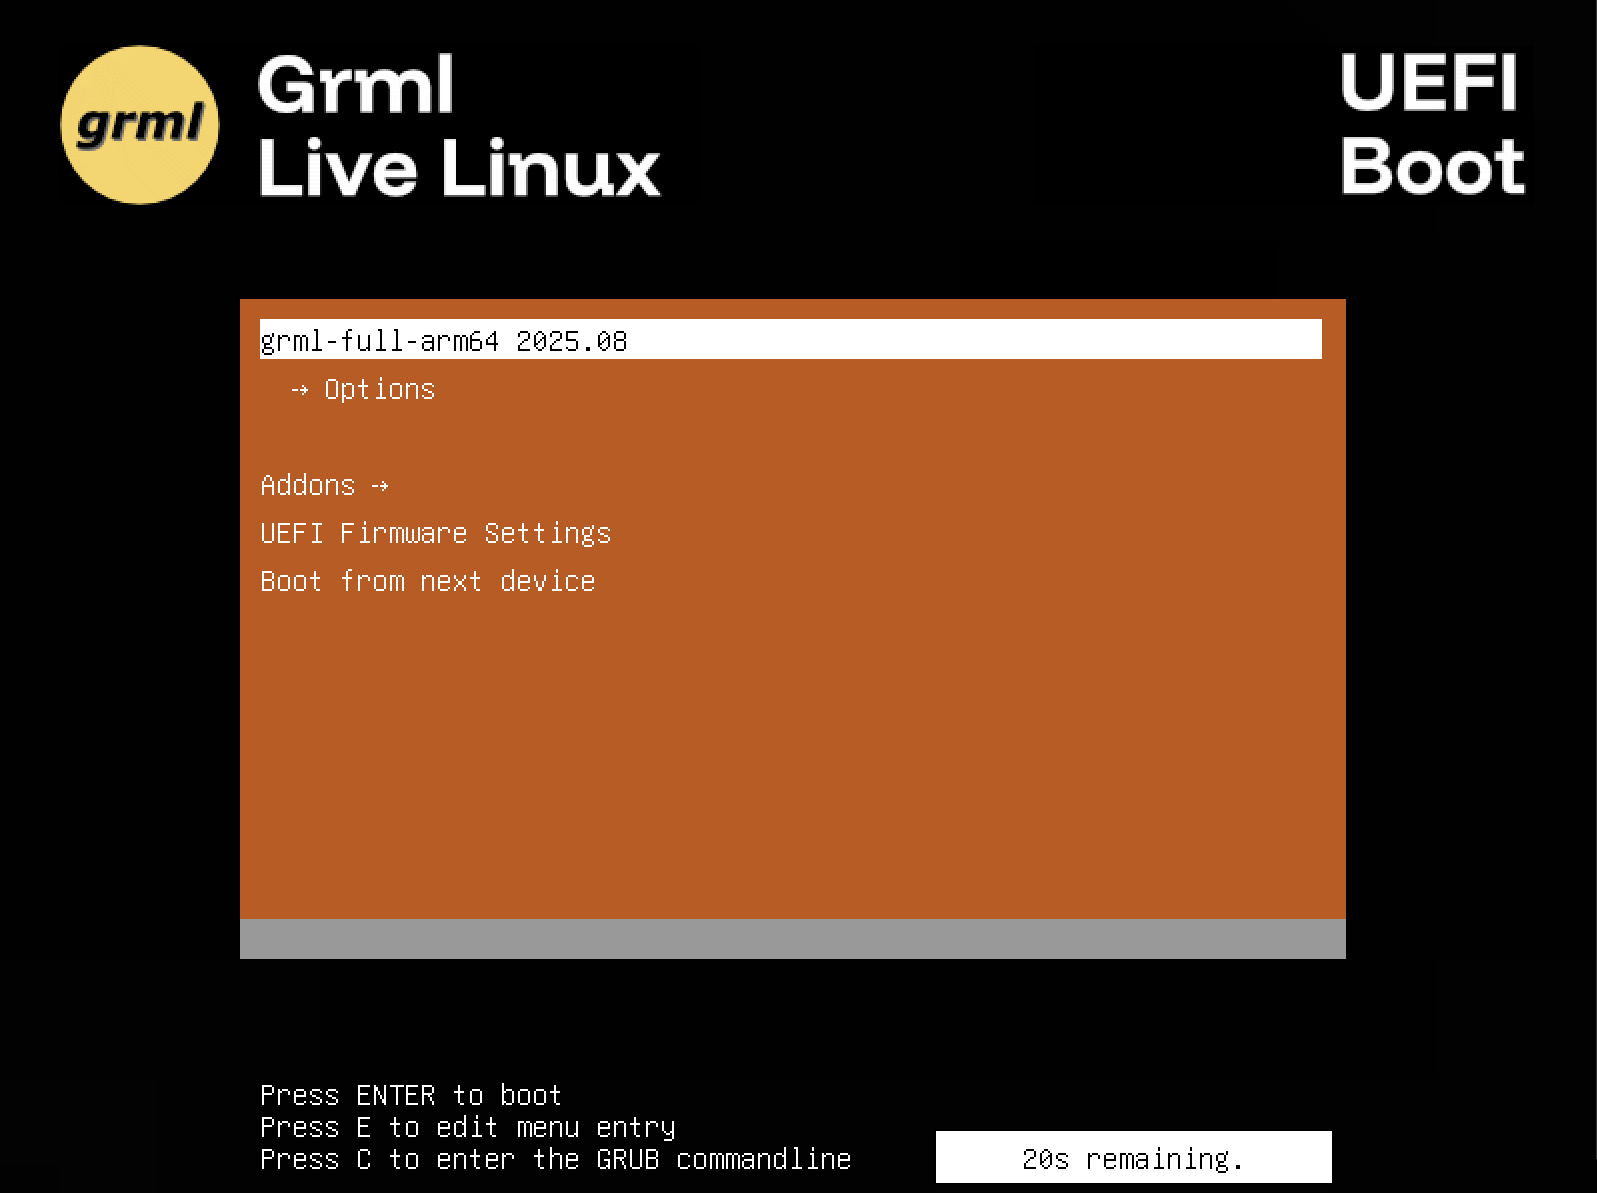 grml
Grml
Live Linux
UEFI
Boot
grml-full-arm64 2025.08
→ Options
Addons →
UEFI Firmware Settings
Boot from next device
Press ENTER to boot
Press E to edit menu entry
Press C to enter the GRUB commandline
20s remaining.